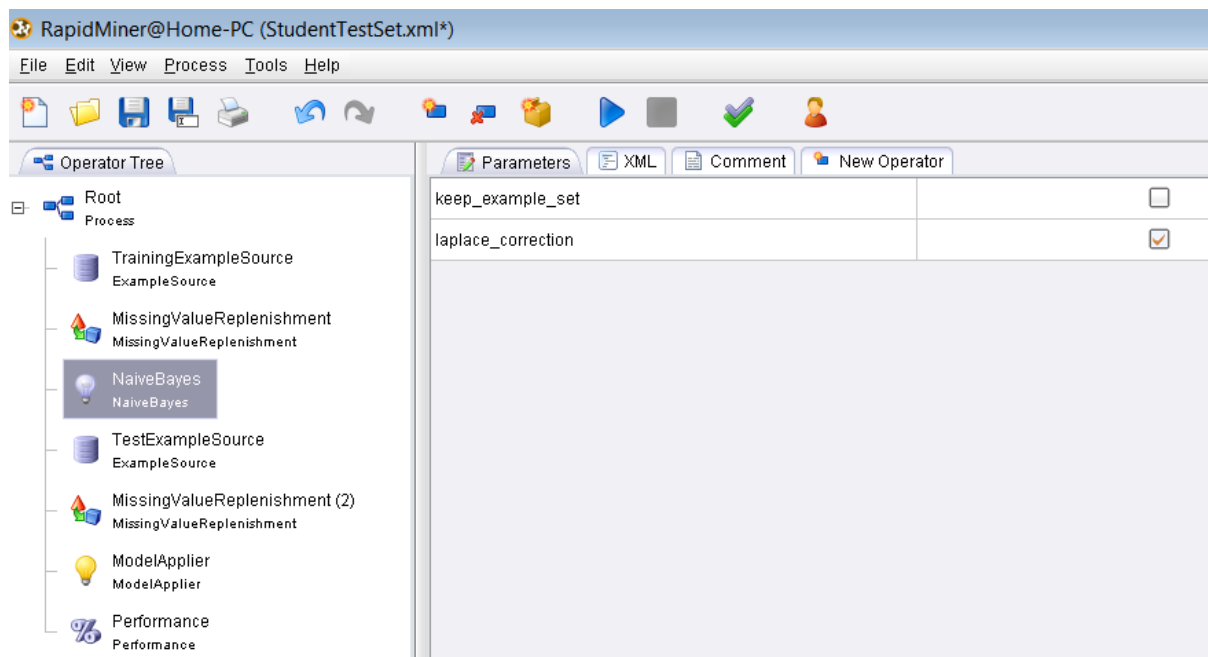 RapidMiner@Home-PC (StudentTestSet.xml*)
File Edit View Process Tools Help
Operator Tree
Parameters XML Comment New Operator
Root
Process
TrainingExampleSource
ExampleSource
MissingValueReplenishment
MissingValueReplenishment
NaiveBayes
NaiveBayes
TestExampleSource
ExampleSource
MissingValueReplenishment (2)
MissingValueReplenishment
ModelApplier
ModelApplier
Performance
Performance
keep_example_set
laplace_correction